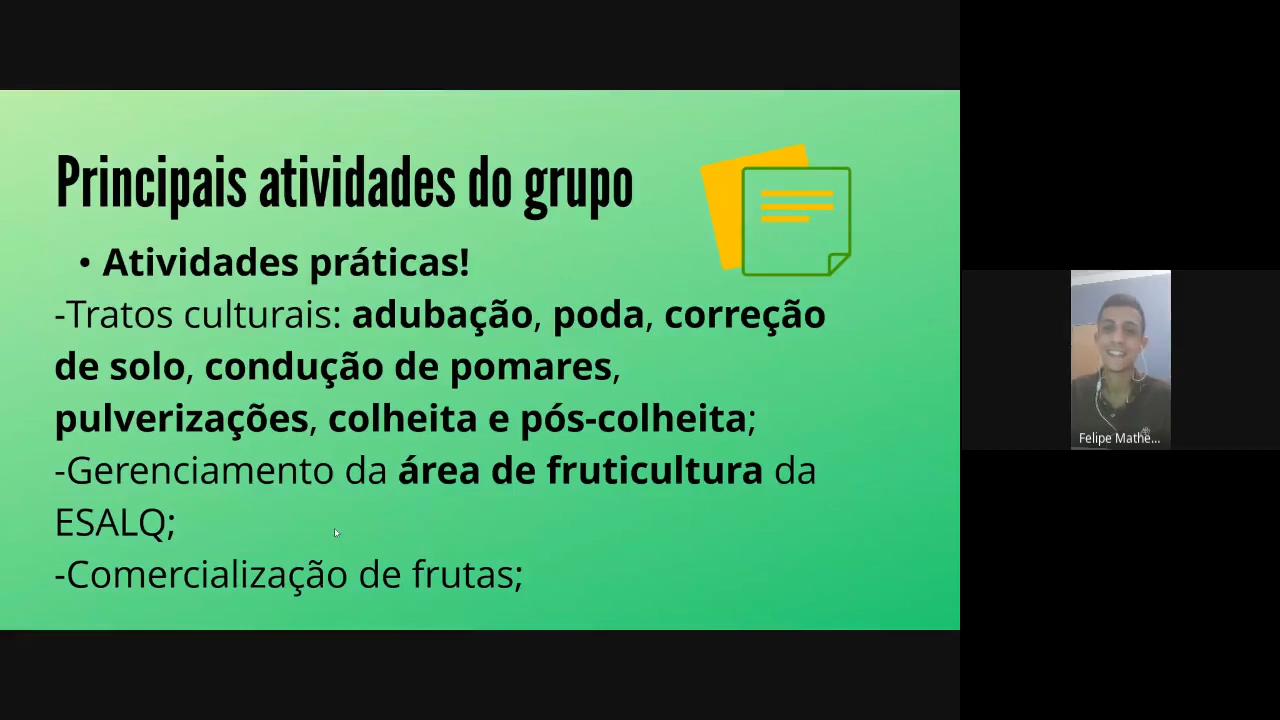 Principais atividades do grupo
• Atividades práticas!
-Tratos culturais: adubação, poda, correção
de solo, condução de pomares,
pulverizações, colheita e pós-colheita;
-Gerenciamento da área de fruticultura da
ESALQ;
-Comercialização de frutas;
Felipe Mathe...